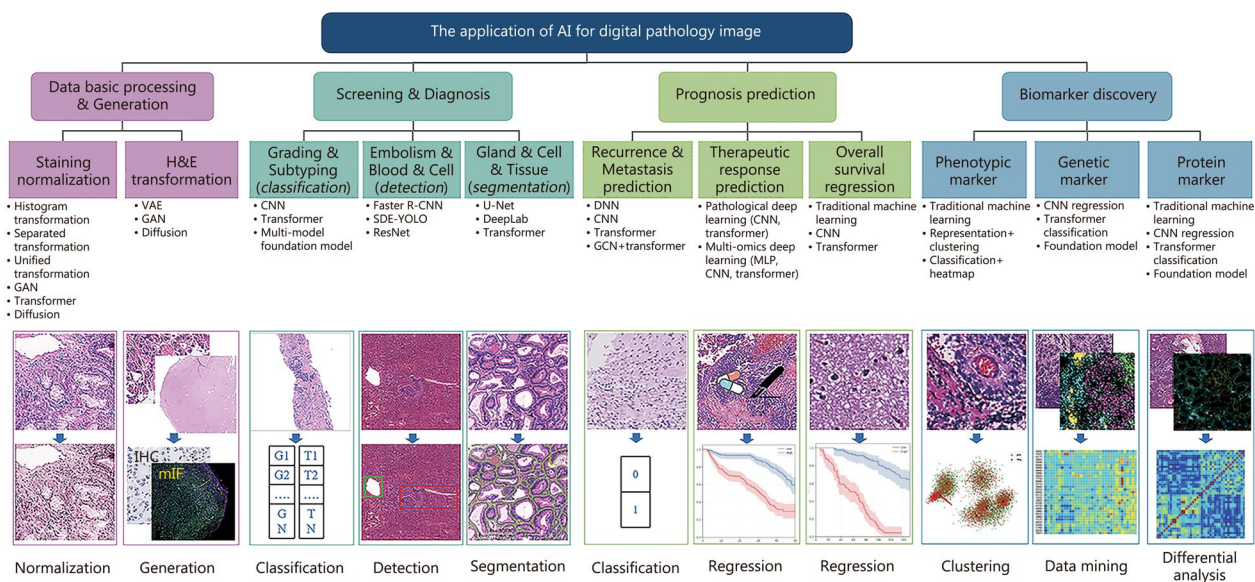 The application of AI for digital pathology image
Data basic processing
& Generation
Screening & Diagnosis
Prognosis prediction
Biomarker discovery
Staining
normalization
H&E
transformation
Grading &
Subtyping
(classification)
Embolism &
Blood & Cell
(detection)
Gland & Cell
& Tissue
(segmentation)
Recurrence &
Metastasis
prediction
Therapeutic
response
prediction
Overall
survival
regression
Phenotypic
marker
Genetic
marker
Protein
marker
• Histogram
transformation
• Separated
transformation
• Unified
transformation
• GAN
• Transformer
• Diffusion
• VAE
• GAN
• Diffusion
• CNN
• Transformer
• Multi-model
foundation model
• Faster R-CNN
• SDE-YOLO
• ResNet
• U-Net
• DeepLab
• Transformer
• DNN
• CNN
• Transformer
• GCN+transformer
• Pathological deep
learning (CNN,
transformer)
• Multi-omics deep
learning (MLP,
CNN, transformer)
• Traditional machine
learning
• CNN
• Transformer
• Traditional machine
learning
• Representation+
clustering
• Classification+
heatmap
• CNN regression
• Transformer
classification
• Foundation model
• Traditional machine
learning
• CNN regression
• Transformer
classification
• Foundation model
IHC
mIF
G1
G2
....
G
N
T1
T2
....
T
N
0
1
Normalization
Generation
Classification
Detection
Segmentation
Classification
Regression
Regression
Clustering
Data mining
Differential
analysis